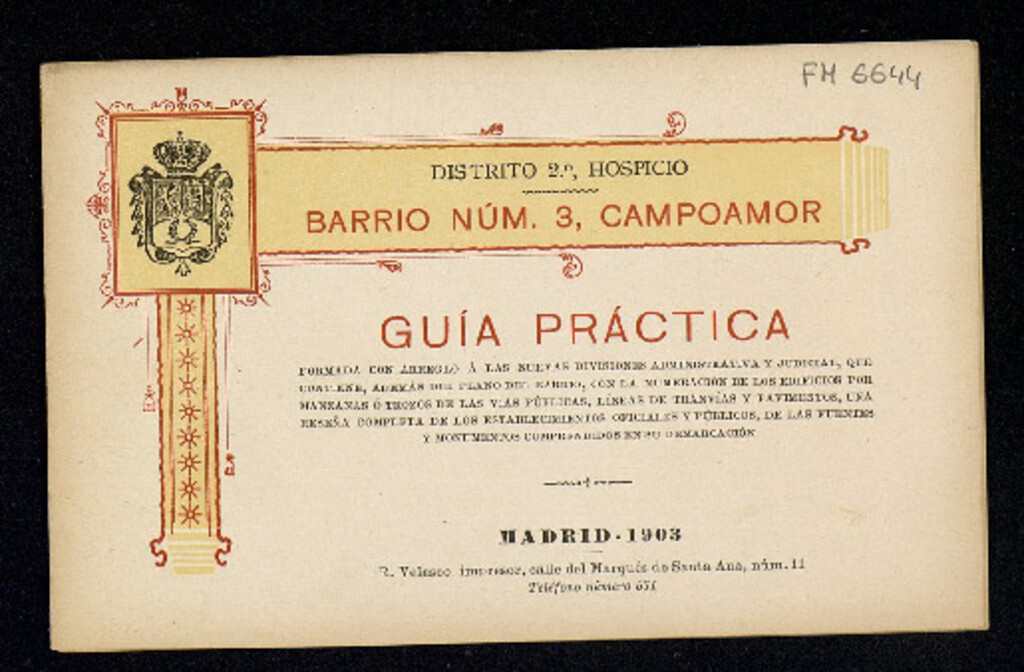 FM 6644
DISTRITO 2.º, HOSPICIO
BARRIO NÚM. 3, CAMPOAMOR
GUÍA PRÁCTICA
FORMADA CON ARREGLO Á LAS NUEVAS DIVISIONES ADMINISTRATIVA Y JUDICIAL, QUE
CONTIENE, ADEMÁS DEL PLANO DEL BARRIO, CON LA NUMERACIÓN DE LOS EDIFICIOS POR
MANZANAS Ó TROZOS DE LAS VÍAS PÚBLICAS, LÍNEAS DE TRANVÍAS Y PAVIMENTOS, UNA
RESEÑA COMPLETA DE LOS ESTABLECIMIENTOS OFICIALES Y PÚBLICOS, DE LAS FUENTES
Y MONUMENTOS COMPRENDIDOS EN SU DEMARCACIÓN
MADRID-1903
R. Velasco impresor, calle del Marqués de Santa Ana, núm. 11
Teléfono número 551